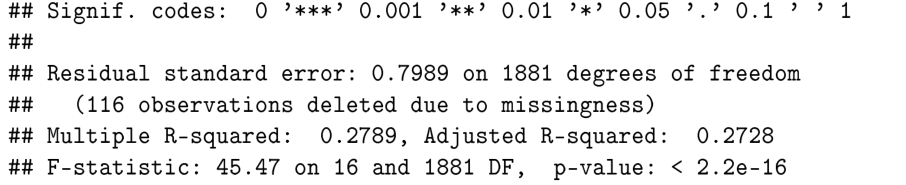 ## Signif. codes:  0 '***' 0.001 '**' 0.01 '*' 0.05 '.' 0.1 ' ' 1
##
## Residual standard error: 0.7989 on 1881 degrees of freedom
##   (116 observations deleted due to missingness)
## Multiple R-squared:  0.2789, Adjusted R-squared:  0.2728
## F-statistic: 45.47 on 16 and 1881 DF,  p-value: < 2.2e-16